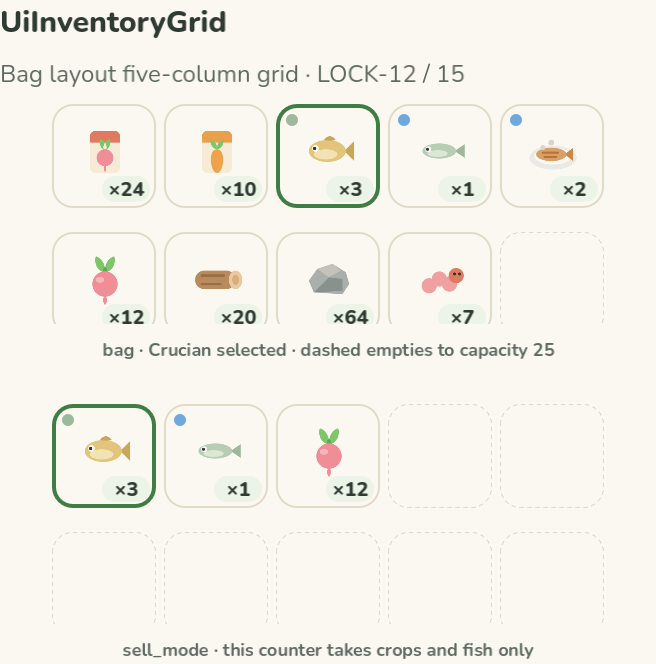 UiInventoryGrid
Bag layout five-column grid · LOCK-12 / 15
×24 ×10 ×3 ×1 ×2
×12 ×20 ×64 ×7
bag · Crucian selected · dashed empties to capacity 25
×3 ×1 ×12
sell_mode · this counter takes crops and fish only